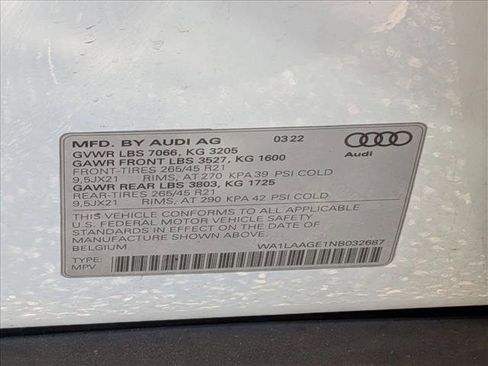 MFD. BY AUDI AG 03 22
GVWR LBS 7066, KG 3205
GAWR FRONT LBS 3527, KG 1600
FRONT-TIRES 265/45 R21
9,5JX21 RIMS, AT 270 KPA 39 PSI COLD
GAWR REAR LBS 3803, KG 1725
REAR-TIRES 265/45 R21
9,5JX21 RIMS, AT 290 KPA 42 PSI COLD
Audi
THIS VEHICLE CONFORMS TO ALL APPLICABLE
U.S. FEDERAL MOTOR VEHICLE SAFETY
STANDARDS IN EFFECT ON THE DATE OF
MANUFACTURE SHOWN ABOVE.
BELGIUM WA1LAAGE1NB032687
TYPE:
MPV